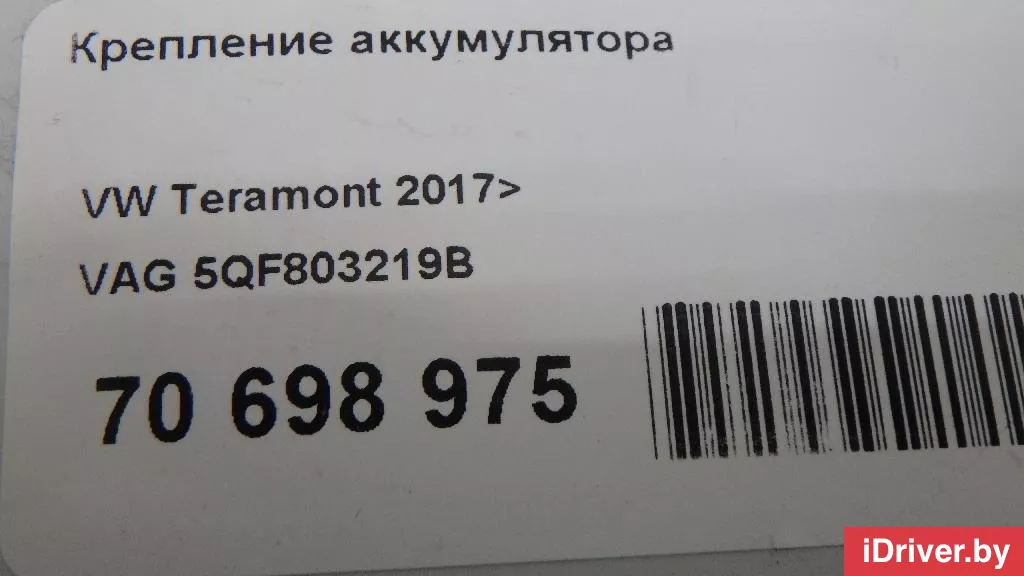 Крепление аккумулятора
VW Teramont 2017>
VAG 5QF803219B
70 698 975
iDriver.by